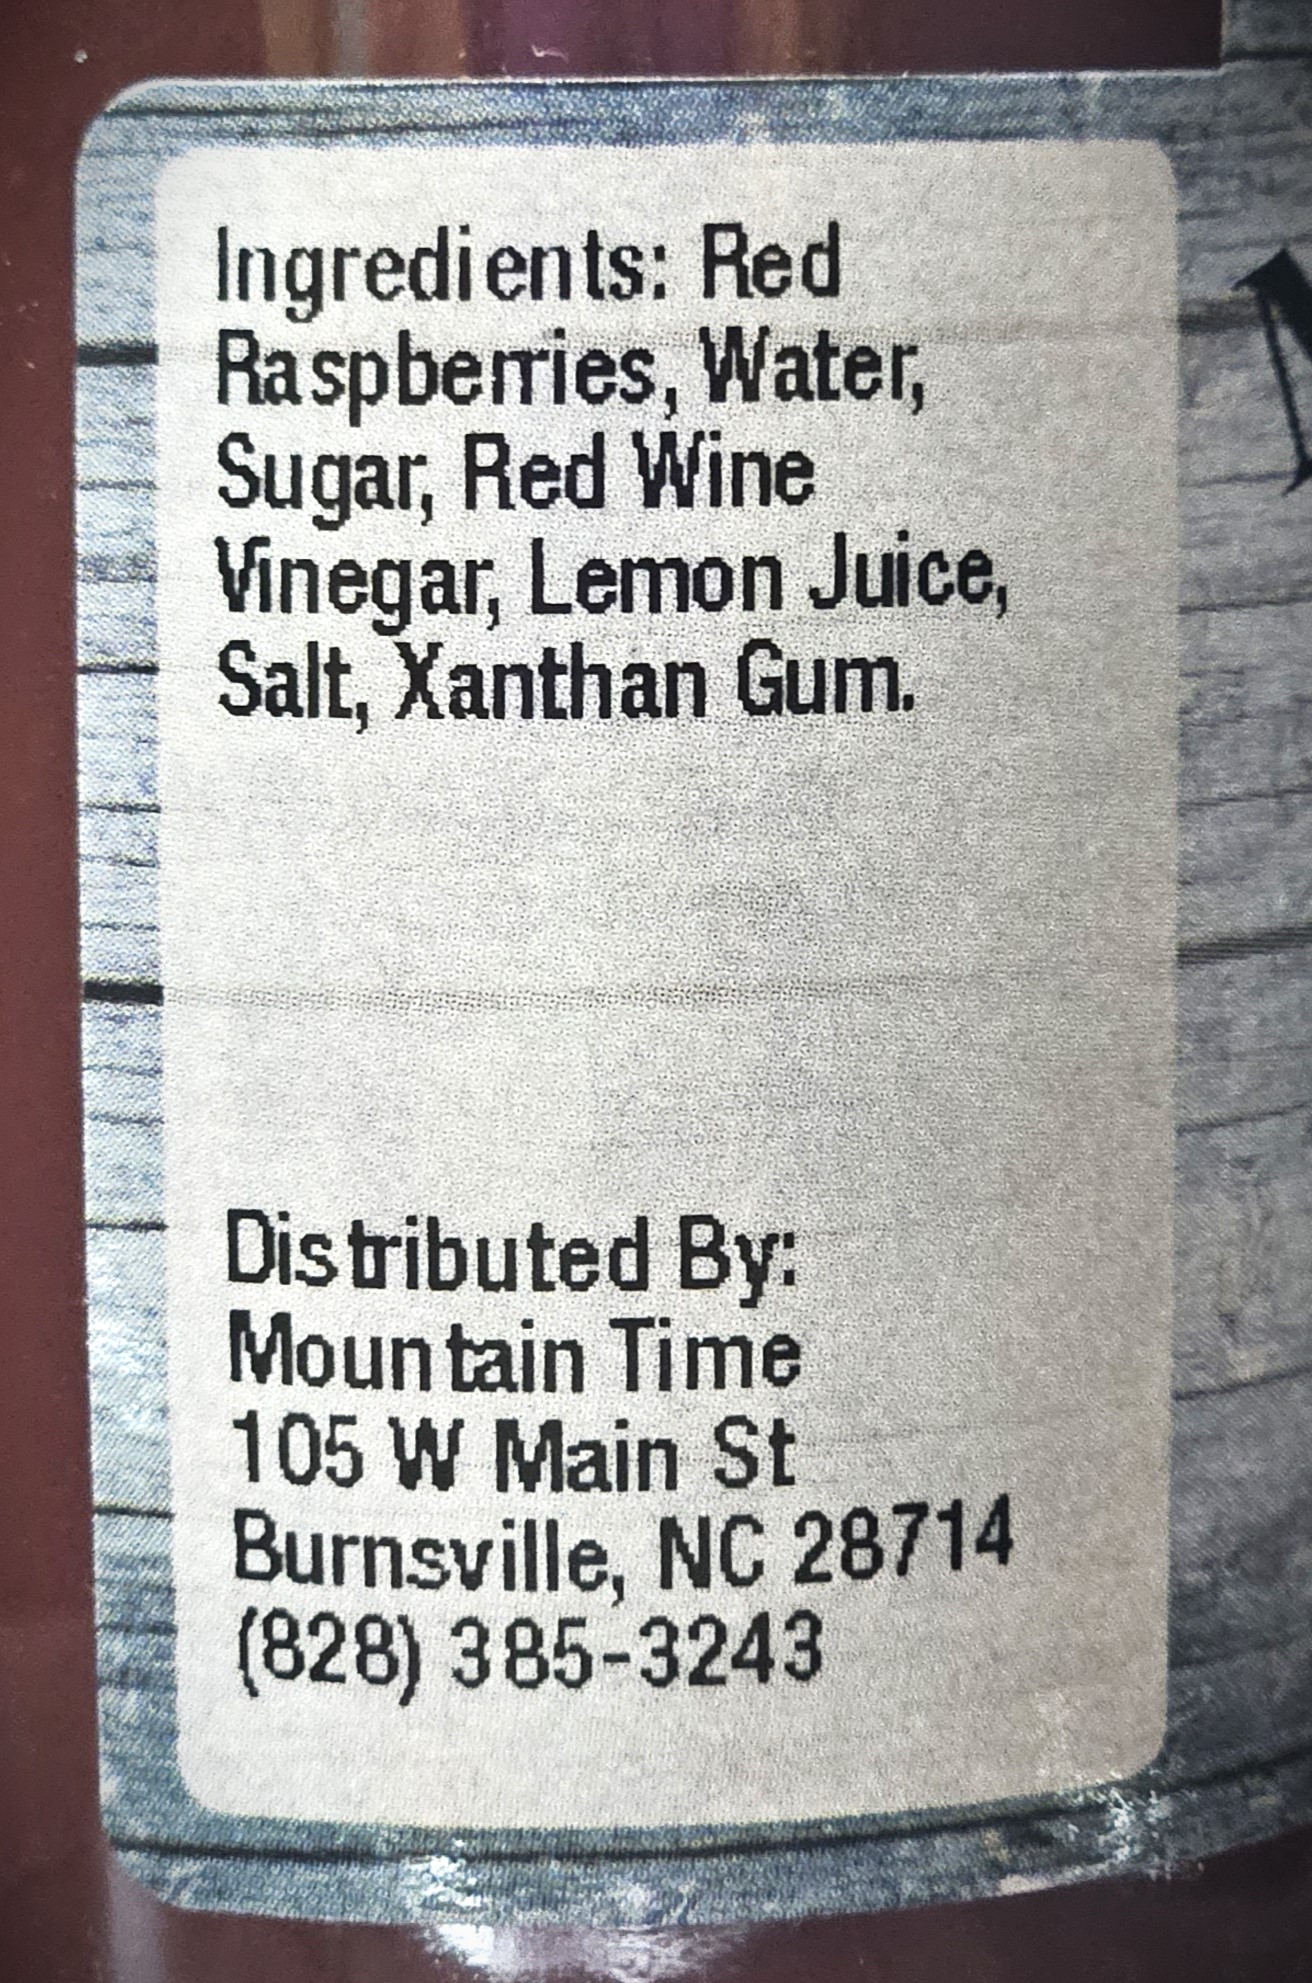 Ingredients: Red
Raspberries, Water,
Sugar, Red Wine
Vinegar, Lemon Juice,
Salt, Xanthan Gum.
Distributed By:
Mountain Time
105 W Main St
Burnsville, NC 28714
(828) 385-3243